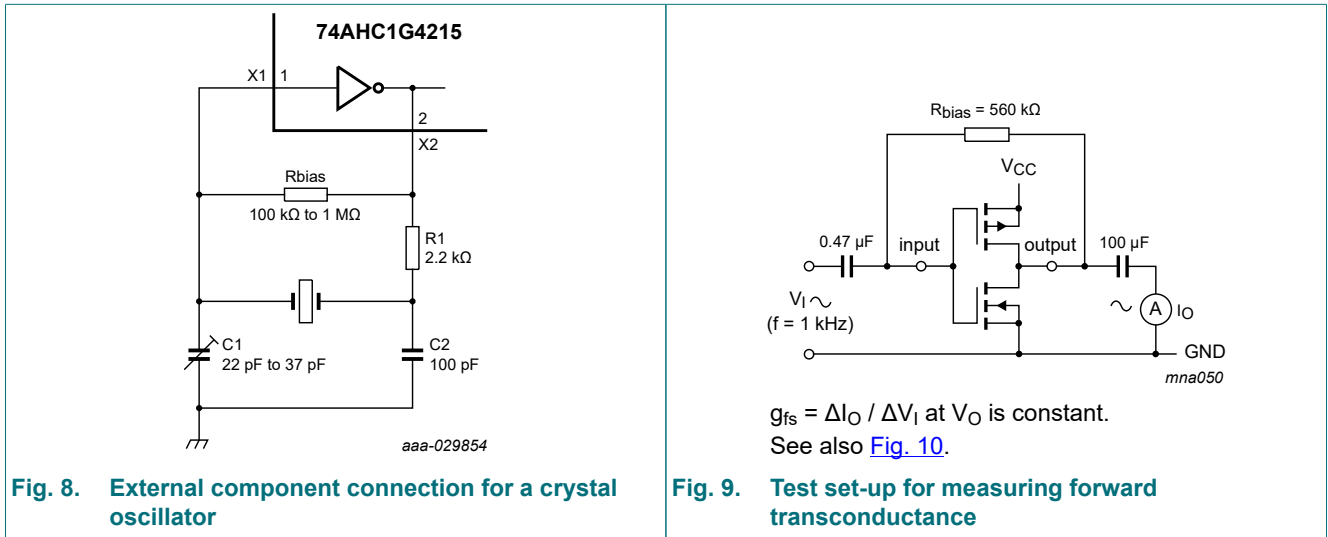 74AHC1G4215
X1
1
2
X2
Rbias
100 kΩ to 1 MΩ
R1
2.2 kΩ
C1
22 pF to 37 pF
C2
100 pF
aaa-029854
Fig. 8. External component connection for a crystal
oscillator
Rbias = 560 kΩ
VCC
0.47 µF
input
output
100 µF
VI
(f = 1 kHz)
A
IO
GND
mna050
gfs = ΔIO / ΔVI at VO is constant.
See also Fig. 10.
Fig. 9. Test set-up for measuring forward
transconductance